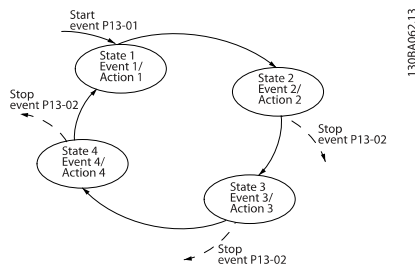 Start
event P13-01
State 1
Event 1/
Action 1
State 2
Event 2/
Action 2
Stop
event P13-02
State 3
Event 3/
Action 3
Stop
event P13-02
State 4
Event 4/
Action 4
Stop
event P13-02
130BA062.13